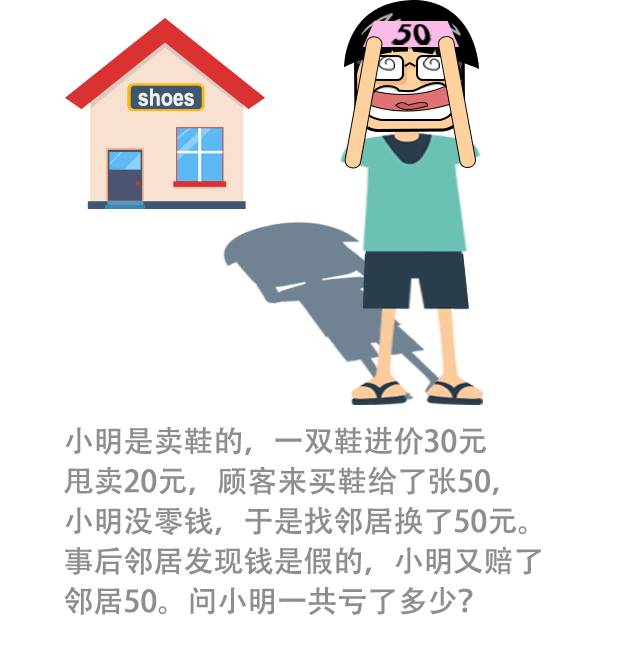 shoes
50
小明是卖鞋的，一双鞋进价30元
甩卖20元，顾客来买鞋给了张50,
小明没零钱，于是找邻居换了50元。
事后邻居发现钱是假的，小明又赔了
邻居50。问小明一共亏了多少？